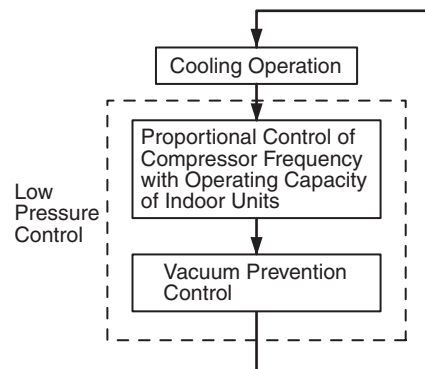 Cooling Operation
Proportional Control of
Compressor Frequency
with Operating Capacity
of Indoor Units
Low
Pressure
Control
Vacuum Prevention
Control